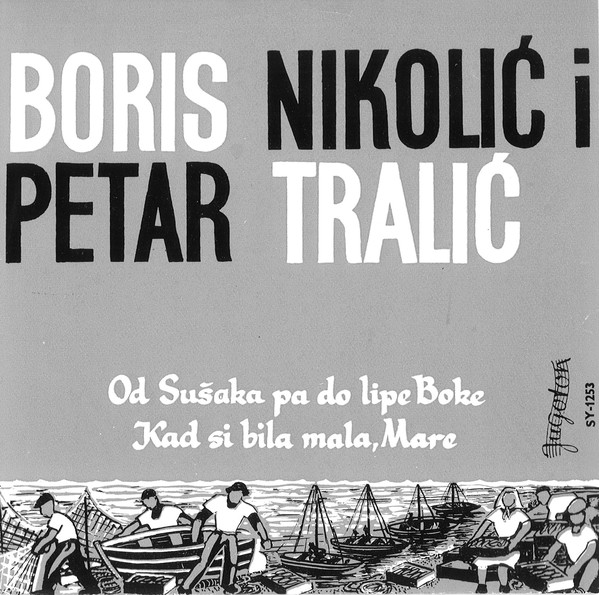 BORIS NIKOLIĆ i
PETAR TRALIĆ
Od Sušaka pa do lipe Boke
Kad si bila mala, Mare
Jugoton
SY-1253